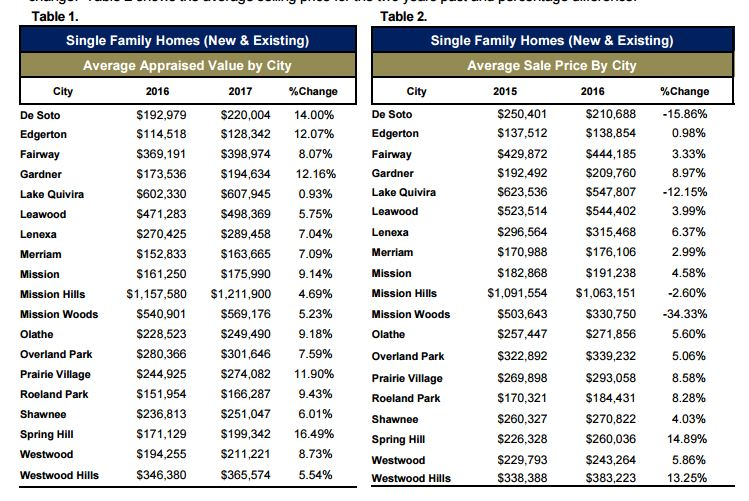 Table 1.
Single Family Homes (New & Existing)
Average Appraised Value by City
City 2016 2017 %Change
De Soto $192,979 $220,004 14.00%
Edgerton $114,518 $128,342 12.07%
Fairway $369,191 $398,974 8.07%
Gardner $173,536 $194,634 12.16%
Lake Quivira $602,330 $607,945 0.93%
Leawood $471,283 $498,369 5.75%
Lenexa $270,425 $289,458 7.04%
Merriam $152,833 $163,665 7.09%
Mission $161,250 $175,990 9.14%
Mission Hills $1,157,580 $1,211,900 4.69%
Mission Woods $540,901 $569,176 5.23%
Olathe $228,523 $249,490 9.18%
Overland Park $280,366 $301,646 7.59%
Prairie Village $244,925 $274,082 11.90%
Roeland Park $151,954 $166,287 9.43%
Shawnee $236,813 $251,047 6.01%
Spring Hill $171,129 $199,342 16.49%
Westwood $194,255 $211,221 8.73%
Westwood Hills $346,380 $365,574 5.54%
Table 2.
Single Family Homes (New & Existing)
Average Sale Price By City
City 2015 2016 %Change
De Soto $250,401 $210,688 -15.86%
Edgerton $137,512 $138,854 0.98%
Fairway $429,872 $444,185 3.33%
Gardner $192,492 $209,760 8.97%
Lake Quivira $623,536 $547,807 -12.15%
Leawood $523,514 $544,402 3.99%
Lenexa $296,564 $315,468 6.37%
Merriam $170,988 $176,106 2.99%
Mission $182,868 $191,238 4.58%
Mission Hills $1,091,554 $1,063,151 -2.60%
Mission Woods $503,643 $330,750 -34.33%
Olathe $257,447 $271,856 5.60%
Overland Park $322,892 $339,232 5.06%
Prairie Village $269,898 $293,058 8.58%
Roeland Park $170,321 $184,431 8.28%
Shawnee $260,327 $270,822 4.03%
Spring Hill $226,328 $260,036 14.89%
Westwood $229,793 $243,264 5.86%
Westwood Hills $338,388 $383,223 13.25%